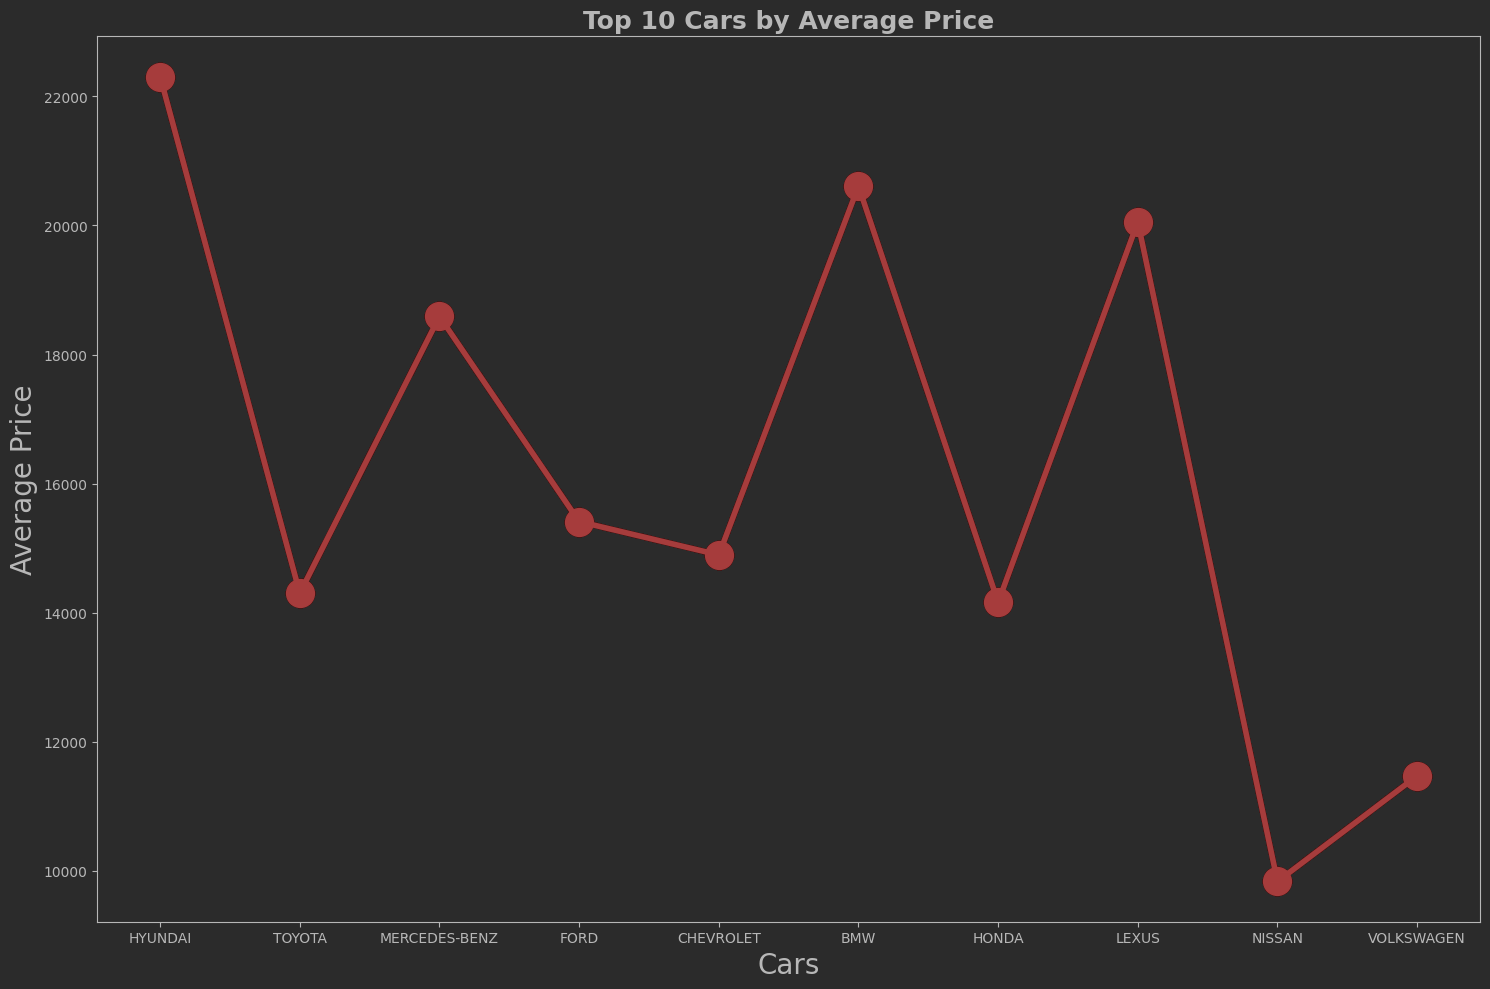 Top 10 Cars by Average Price
Average Price
22000
20000
18000
16000
14000
12000
10000
HYUNDAI
TOYOTA
MERCEDES-BENZ
FORD
CHEVROLET
BMW
HONDA
LEXUS
NISSAN
VOLKSWAGEN
Cars